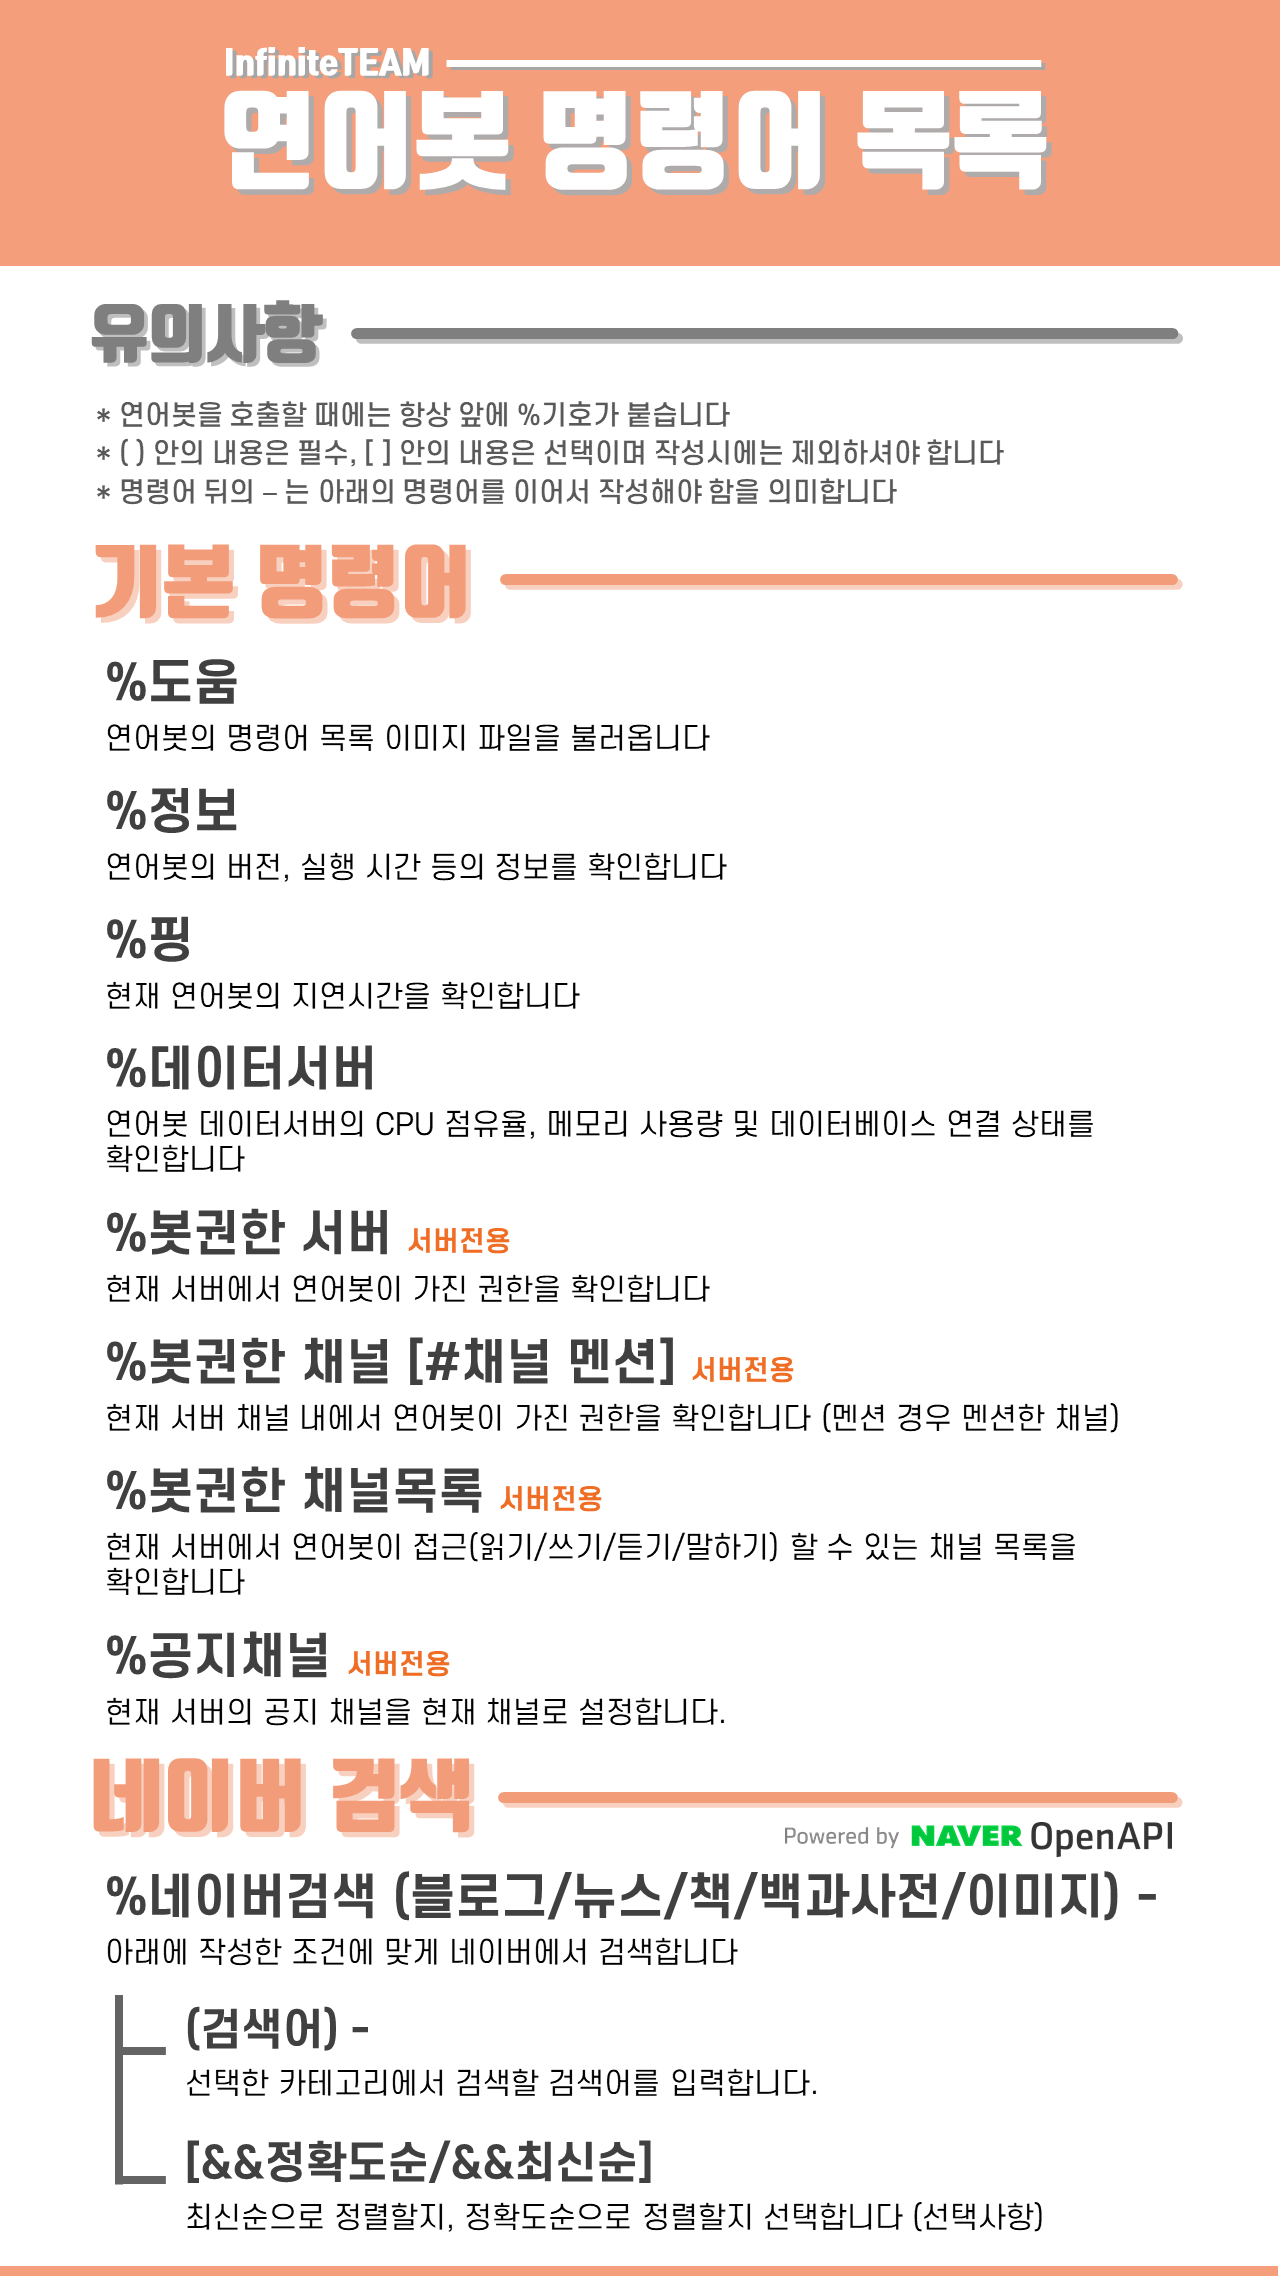 InfiniteTEAM
연어봇 명령어 목록
유의사항
* 연어봇을 호출할 때에는 항상 앞에 %기호가 붙습니다
* ( ) 안의 내용은 필수, [ ] 안의 내용은 선택이며 작성시에는 제외하셔야 합니다
* 명령어 뒤의 – 는 아래의 명령어를 이어서 작성해야 함을 의미합니다
기본 명령어
%도움
연어봇의 명령어 목록 이미지 파일을 불러옵니다
%정보
연어봇의 버전, 실행 시간 등의 정보를 확인합니다
%핑
현재 연어봇의 지연시간을 확인합니다
%데이터서버
연어봇 데이터서버의 CPU 점유율, 메모리 사용량 및 데이터베이스 연결 상태를
확인합니다
%봇권한 서버 서버전용
현재 서버에서 연어봇이 가진 권한을 확인합니다
%봇권한 채널 [#채널 멘션] 서버전용
현재 서버 채널 내에서 연어봇이 가진 권한을 확인합니다 (멘션 경우 멘션한 채널)
%봇권한 채널목록 서버전용
현재 서버에서 연어봇이 접근(읽기/쓰기/듣기/말하기) 할 수 있는 채널 목록을
확인합니다
%공지채널 서버전용
현재 서버의 공지 채널을 현재 채널로 설정합니다.
네이버 검색
Powered by NAVER OpenAPI
%네이버검색 (블로그/뉴스/책/백과사전/이미지) -
아래에 작성한 조건에 맞게 네이버에서 검색합니다
(검색어) -
선택한 카테고리에서 검색할 검색어를 입력합니다.
[&&정확도순/&&최신순]
최신순으로 정렬할지, 정확도순으로 정렬할지 선택합니다 (선택사항)